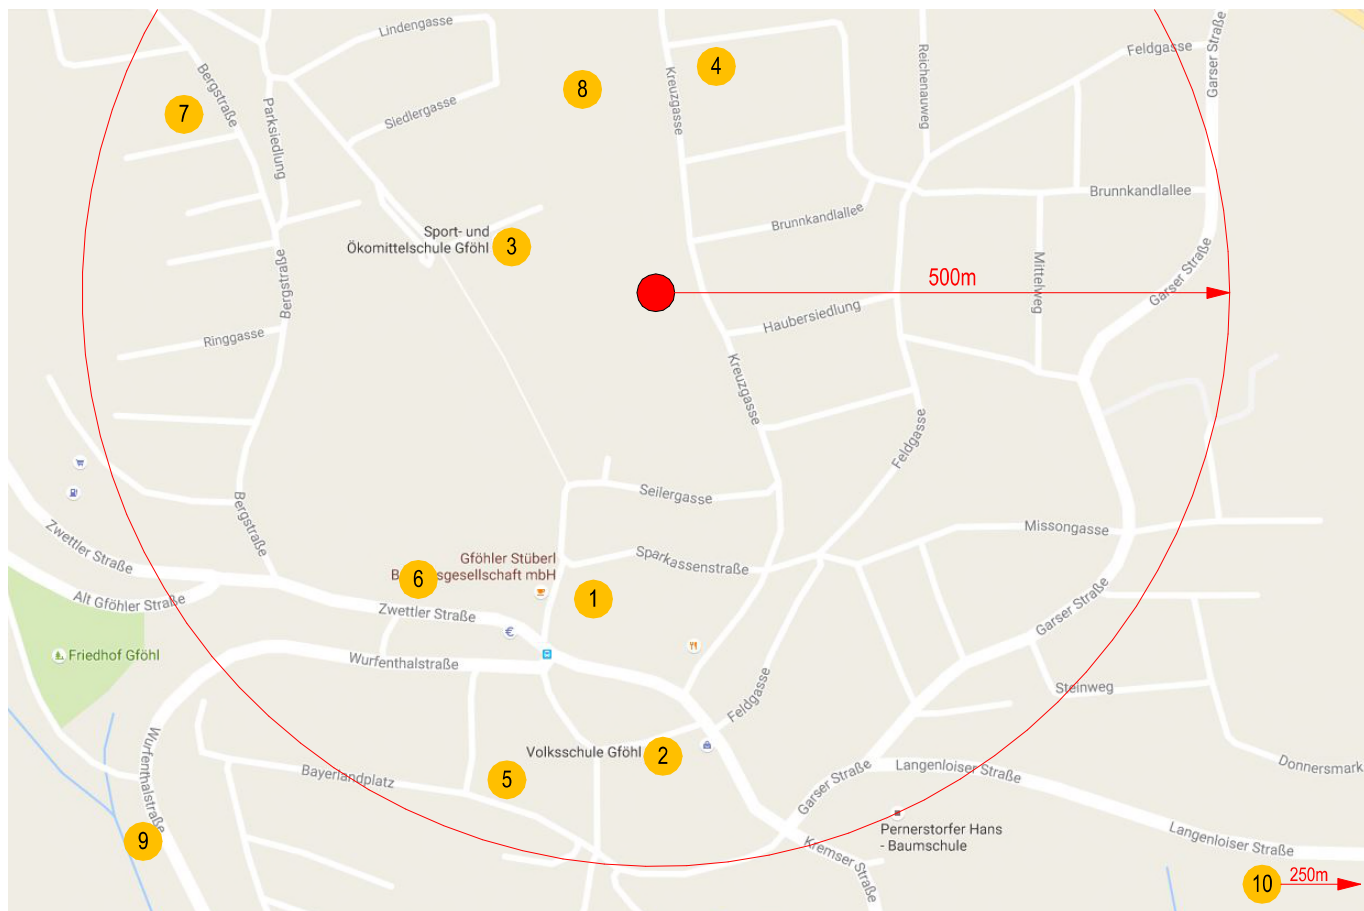 Lindengasse
Feldgasse
Garser Straße
Bergstraße
4
8
Kreuzgasse
Reichenauweg
7
Parksiedlung
Siedlergasse
Brunnkandlallee
Brunnkandlallee
Sport- und
Ökomittelschule Gföhl
3
Garser Straße
Mittelweg
500m
Bergstraße
Haubersiedlung
Ringgasse
Kreuzgasse
Feldgasse
Seilergasse
Bergstraße
Missongasse
Zwettler Straße
Gföhler Stüberl
B sgesellschaft mbH
6
Sparkassenstraße
1
Alt Gföhler Straße
Zwettler Straße
€
Garser Straße
Friedhof Gföhl
Wurfenthalstraße
Steinweg
Feldgasse
Volksschule Gföhl
2
Wurfenthalstraße
Bayerlandplatz
5
Garser Straße
Langenloiser Straße
Donnersmark
Pernerstorfer Hans
- Baumschule
Langenloiser Straße
9
Kremser Straße
10
250m